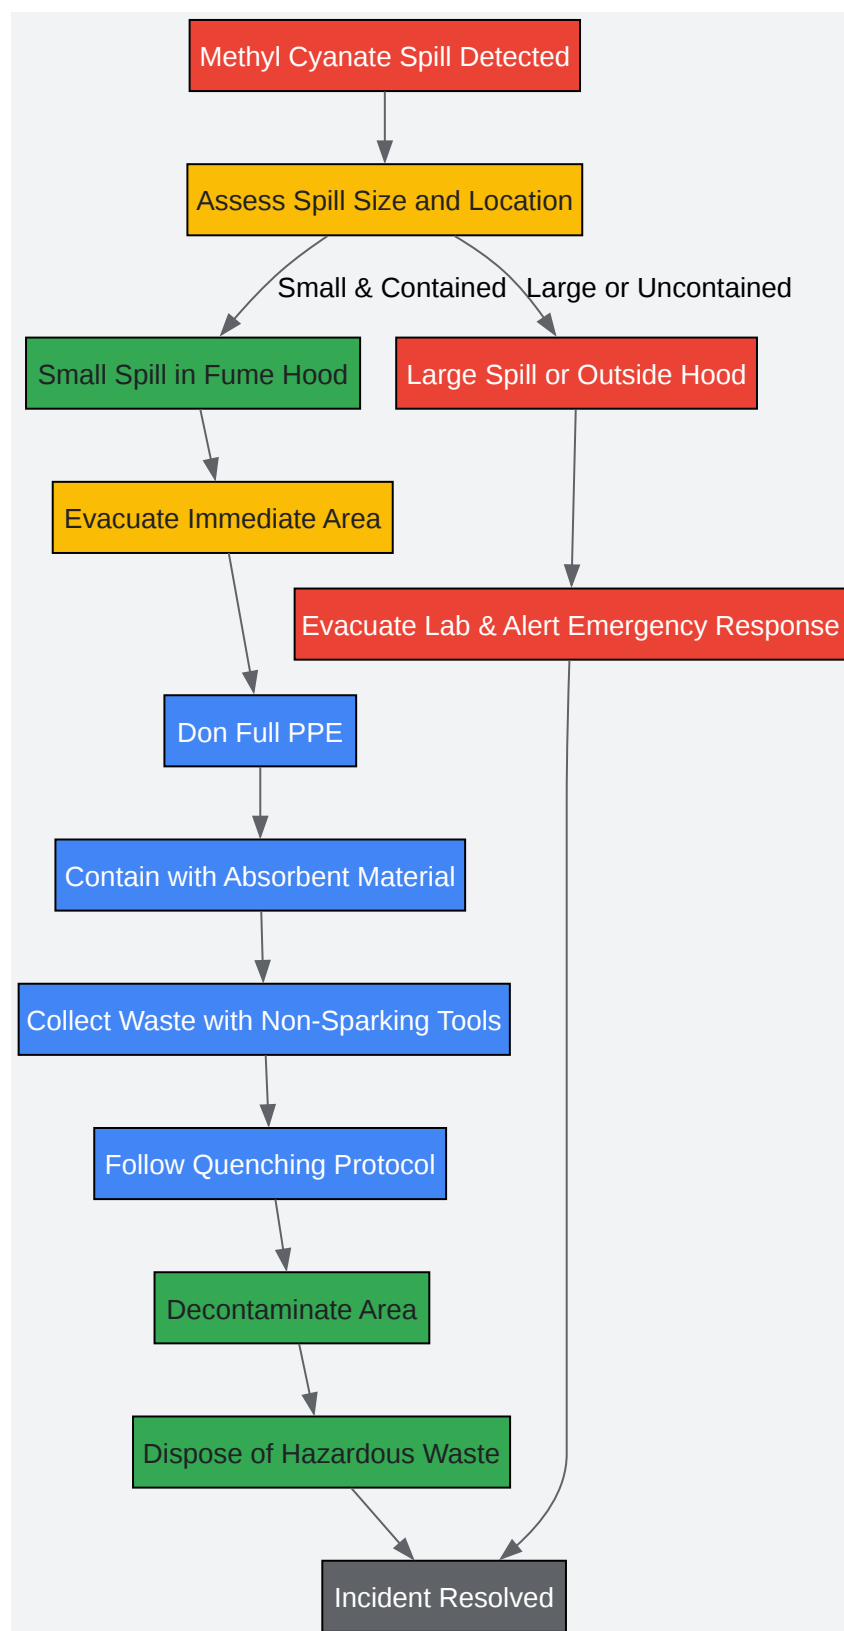 Methyl Cyanate Spill Detected
Assess Spill Size and Location
Small & Contained
Large or Uncontained
Small Spill in Fume Hood
Large Spill or Outside Hood
Evacuate Immediate Area
Evacuate Lab & Alert Emergency Response
Don Full PPE
Contain with Absorbent Material
Collect Waste with Non-Sparking Tools
Follow Quenching Protocol
Decontaminate Area
Dispose of Hazardous Waste
Incident Resolved